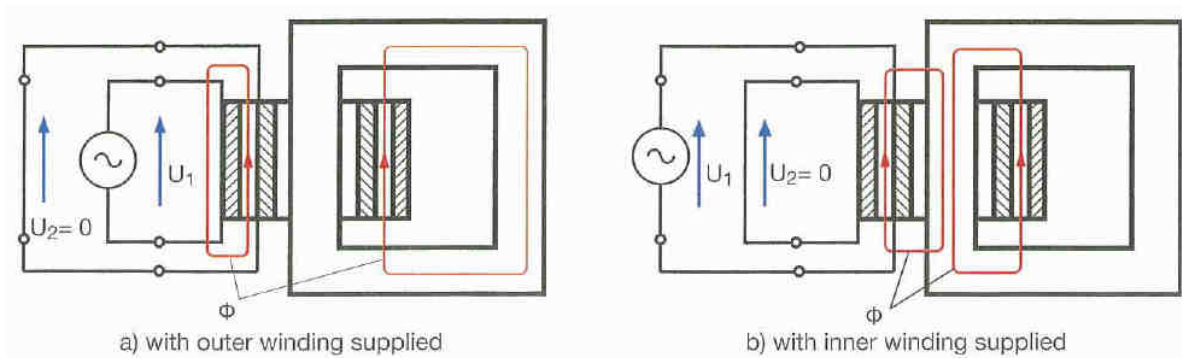 U₂= 0
U₁
Φ
a) with outer winding supplied
U₁
U₂= 0
Φ
b) with inner winding supplied